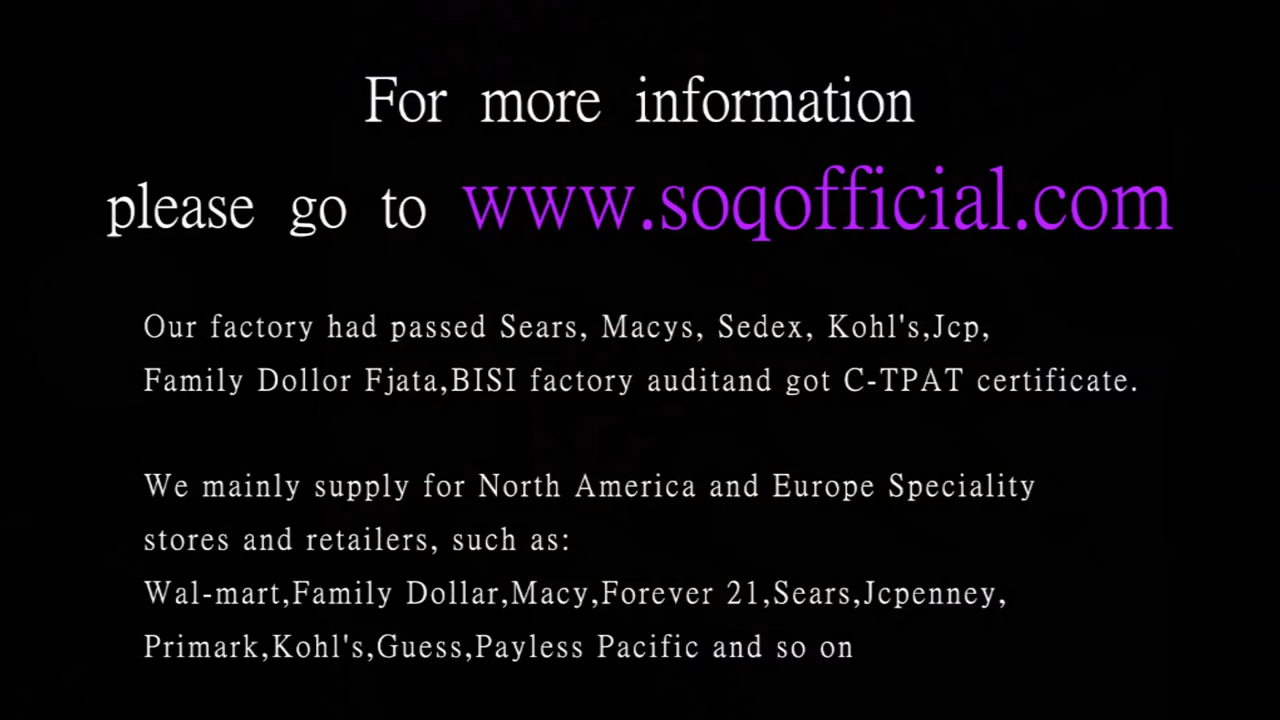 For more information
please go to www.soqofficial.com
Our factory had passed Sears, Macys, Sedex, Kohl's,Jcp,
Family Dollor Fjata,BISI factory auditand got C-TPAT certificate.
We mainly supply for North America and Europe Speciality
stores and retailers, such as:
Wal-mart,Family Dollar,Macy,Forever 21,Sears,Jcpenney,
Primark,Kohl's,Guess,Payless Pacific and so on